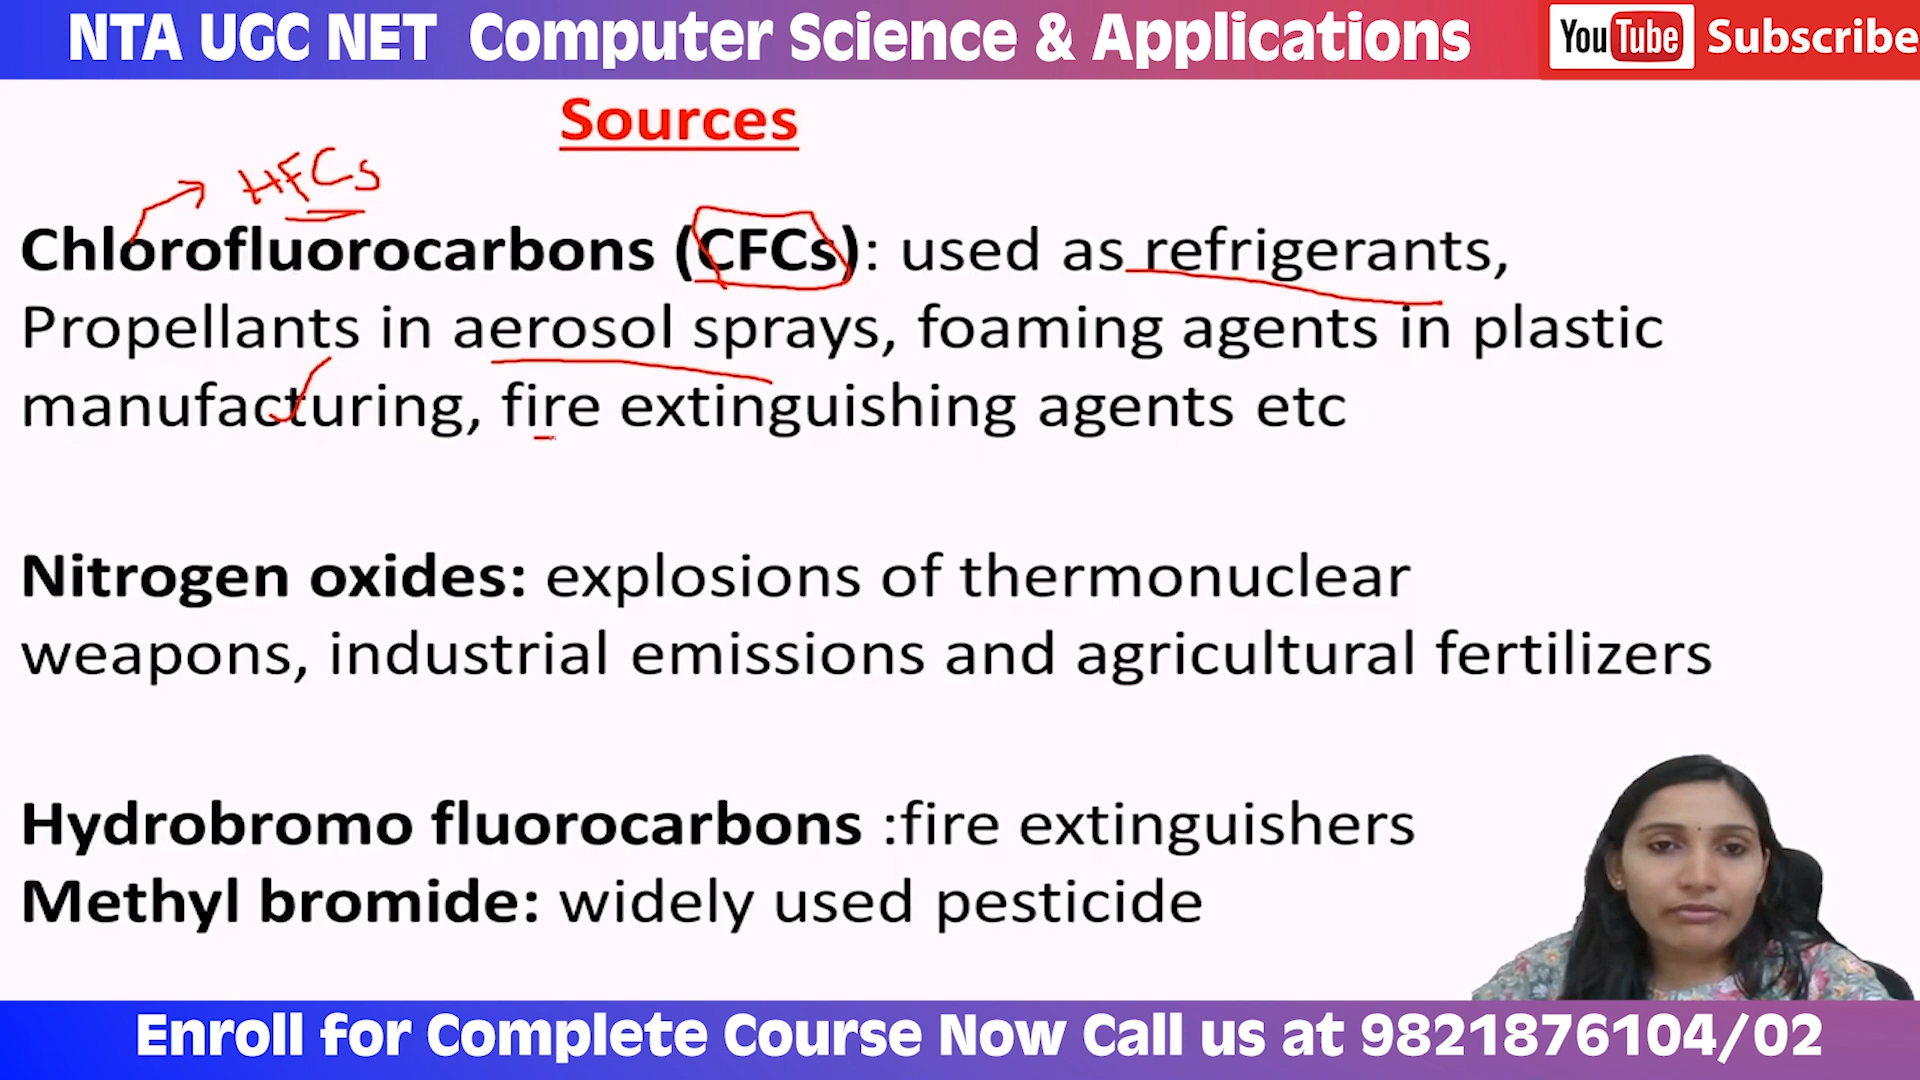 NTA UGC NET Computer Science & Applications
YouTube Subscribe
Sources
HFCs
Chlorofluorocarbons (CFCs): used as refrigerants,
Propellants in aerosol sprays, foaming agents in plastic
manufacturing, fire extinguishing agents etc
Nitrogen oxides: explosions of thermonuclear
weapons, industrial emissions and agricultural fertilizers
Hydrobromo fluorocarbons :fire extinguishers
Methyl bromide: widely used pesticide
Enroll for Complete Course Now Call us at 9821876104/02